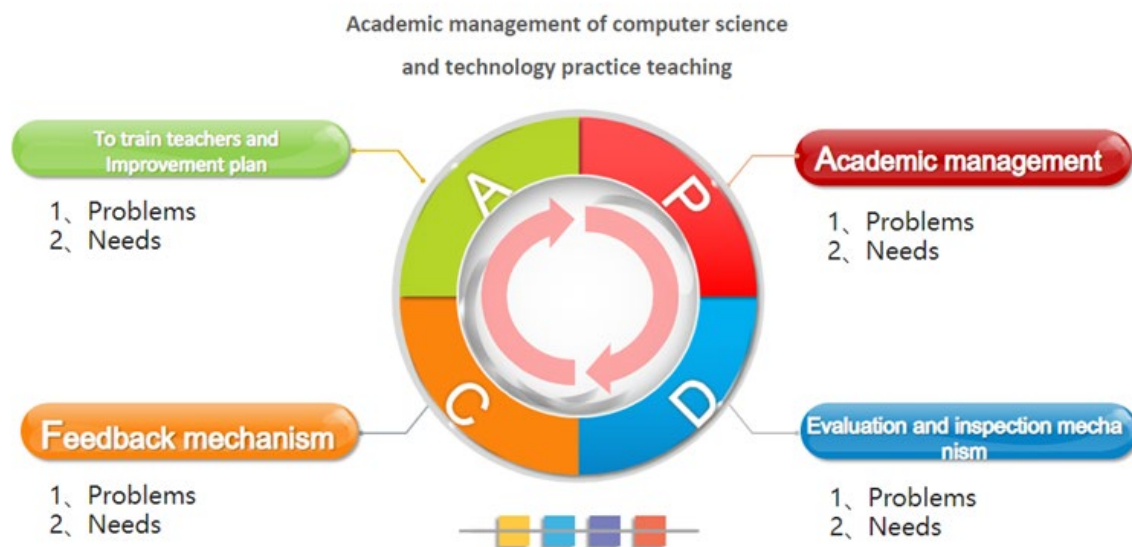 Academic management of computer science
and technology practice teaching
To train teachers and
Improvement plan
1、Problems
2、Needs
A
P
Academic management
1、Problems
2、Needs
C
D
Feedback mechanism
1、Problems
2、Needs
Evaluation and inspection mecha
nism
1、Problems
2、Needs